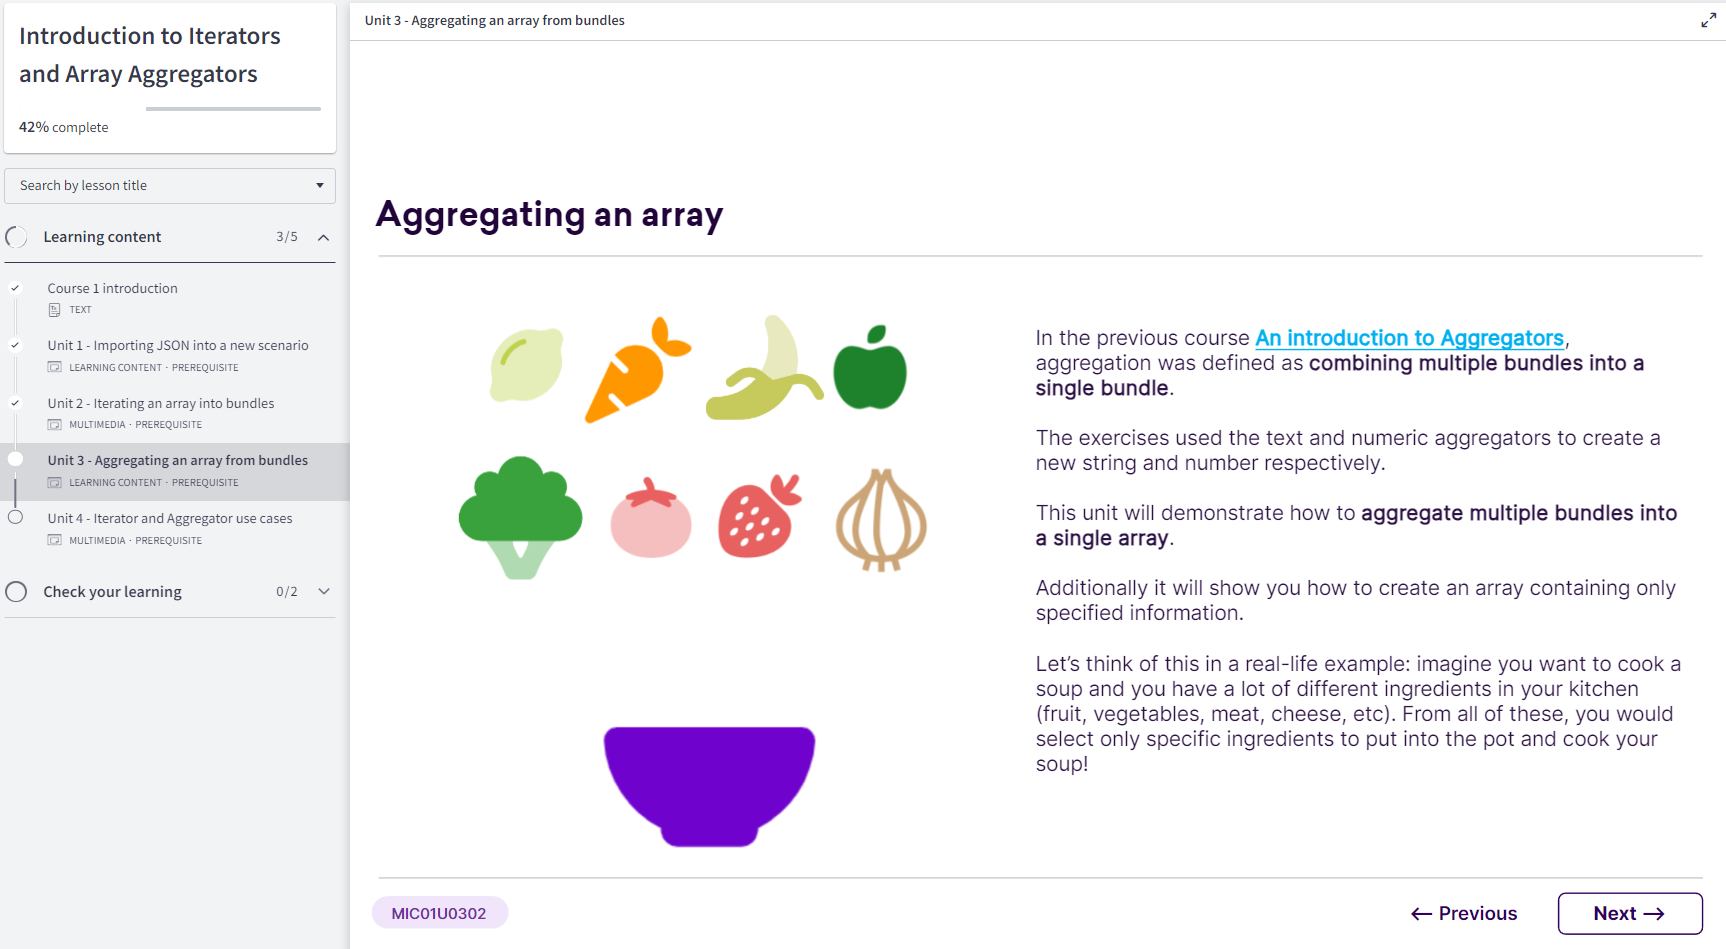 Introduction to Iterators
and Array Aggregators
42% complete
Search by lesson title
Learning content 3/5
Course 1 introduction
TEXT
Unit 1 - Importing JSON into a new scenario
LEARNING CONTENT · PREREQUISITE
Unit 2 - Iterating an array into bundles
MULTIMEDIA · PREREQUISITE
Unit 3 - Aggregating an array from bundles
LEARNING CONTENT · PREREQUISITE
Unit 4 - Iterator and Aggregator use cases
MULTIMEDIA · PREREQUISITE
Check your learning 0/2
Unit 3 - Aggregating an array from bundles
Aggregating an array
In the previous course An introduction to Aggregators,
aggregation was defined as combining multiple bundles into a
single bundle.
The exercises used the text and numeric aggregators to create a
new string and number respectively.
This unit will demonstrate how to aggregate multiple bundles into
a single array.
Additionally it will show you how to create an array containing only
specified information.
Let's think of this in a real-life example: imagine you want to cook a
soup and you have a lot of different ingredients in your kitchen
(fruit, vegetables, meat, cheese, etc). From all of these, you would
select only specific ingredients to put into the pot and cook your
soup!
MIC01U0302
← Previous
Next →